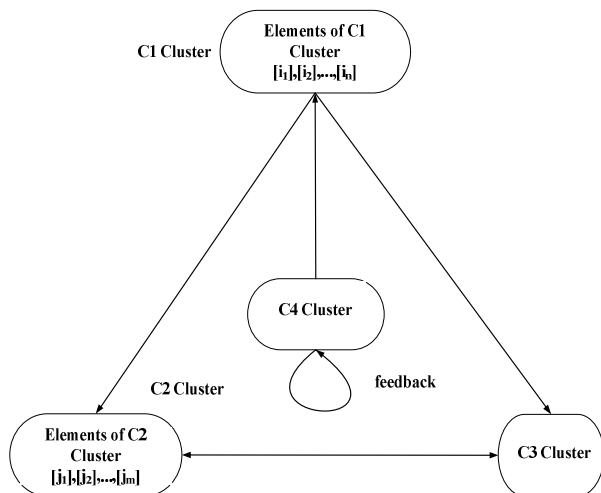 C1 Cluster
Elements of C1
Cluster
[i₁],[i₂],...,[iₙ]
C4 Cluster
feedback
C2 Cluster
Elements of C2
Cluster
[j₁],[j₂],...,[jₘ]
C3 Cluster